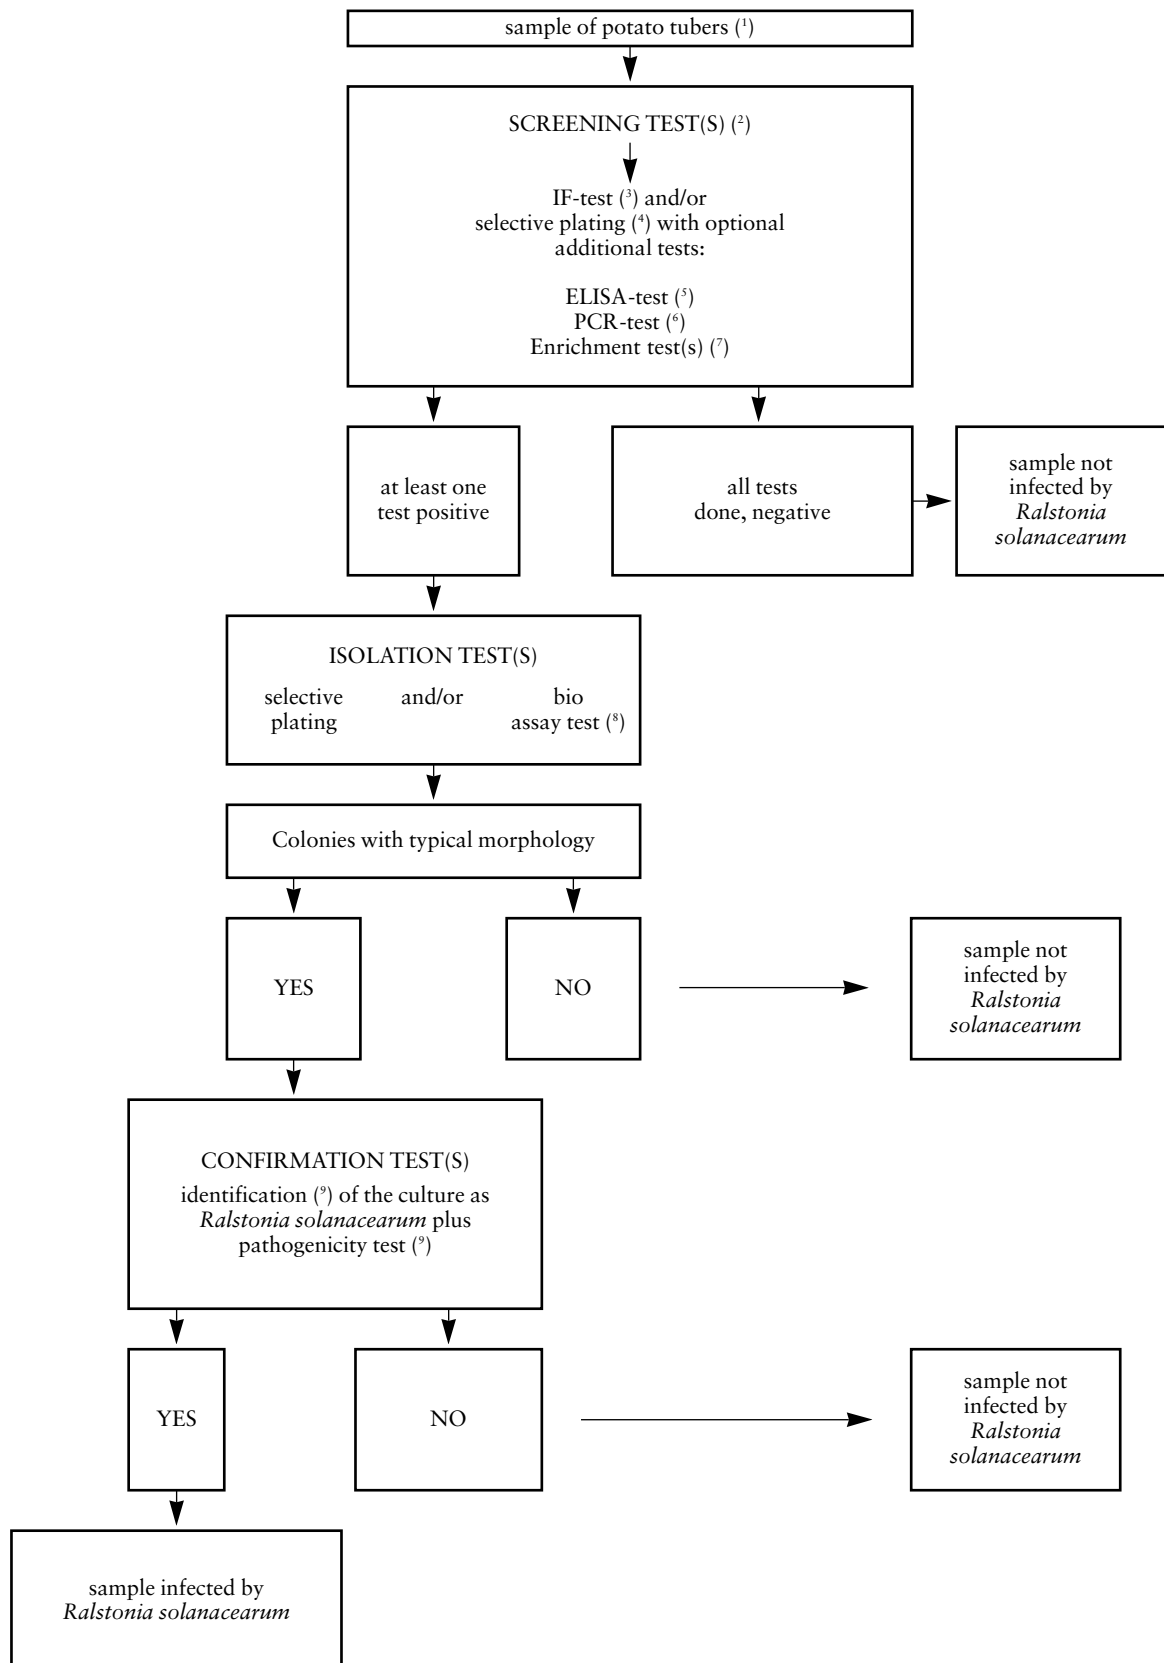 sample of potato tubers (¹)
SCREENING TEST(S) (²)
IF-test (³) and/or
selective plating (⁴) with optional
additional tests:
ELISA-test (⁵)
PCR-test (⁶)
Enrichment test(s) (⁷)
at least one
test positive
all tests
done, negative
sample not
infected by
Ralstonia
solanacearum
ISOLATION TEST(S)
selective and/or bio
plating assay test (⁸)
Colonies with typical morphology
YES
NO
sample not
infected by
Ralstonia
solanacearum
CONFIRMATION TEST(S)
identification (⁹) of the culture as
Ralstonia solanacearum plus
pathogenicity test (⁹)
YES
NO
sample not
infected by
Ralstonia
solanacearum
sample infected by
Ralstonia solanacearum